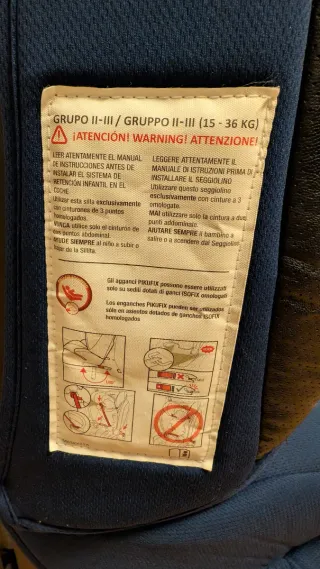 GRUPO II-III / GRUPPO II-III (15 - 36 KG)
¡ATENCIÓN! WARNING! ATTENZIONE!
LEER ATENTAMENTE EL MANUAL
DE INSTRUCCIONES ANTES DE
INSTALAR EL SISTEMA DE
RETENCIÓN INFANTIL EN EL
COCHE
Utilizar esta silla exclusivamente
con cinturones de 3 puntos
homologados.
NUNCA utilice solo el cinturón de
dos puntos abdominal.
AYUDE SIEMPRE al niño a subir o
bajar de la Sillita.
LEGGERE ATENTAMENTE IL
MANUALE DI ISTRUZIONI PRIMA DI
INSTALLARE IL SEGGIOLINO
Utilizare questo seggiolino
esclusivamente con cinture a 3
omologate.
MAI utilizzare solo la cintura a due
punti addominale.
AIUTARE SEMPRE il bambino a
salire o a scendere dal Seggiolino.
Gli agganci PIKUFIX possono essere utilizzati
solo su sedili dotati di ganci ISOFIX omologati
Los enganches PIKUFIX pueden ser utilizados
sólo en asientos dotados de ganchos ISOFIX
homologados